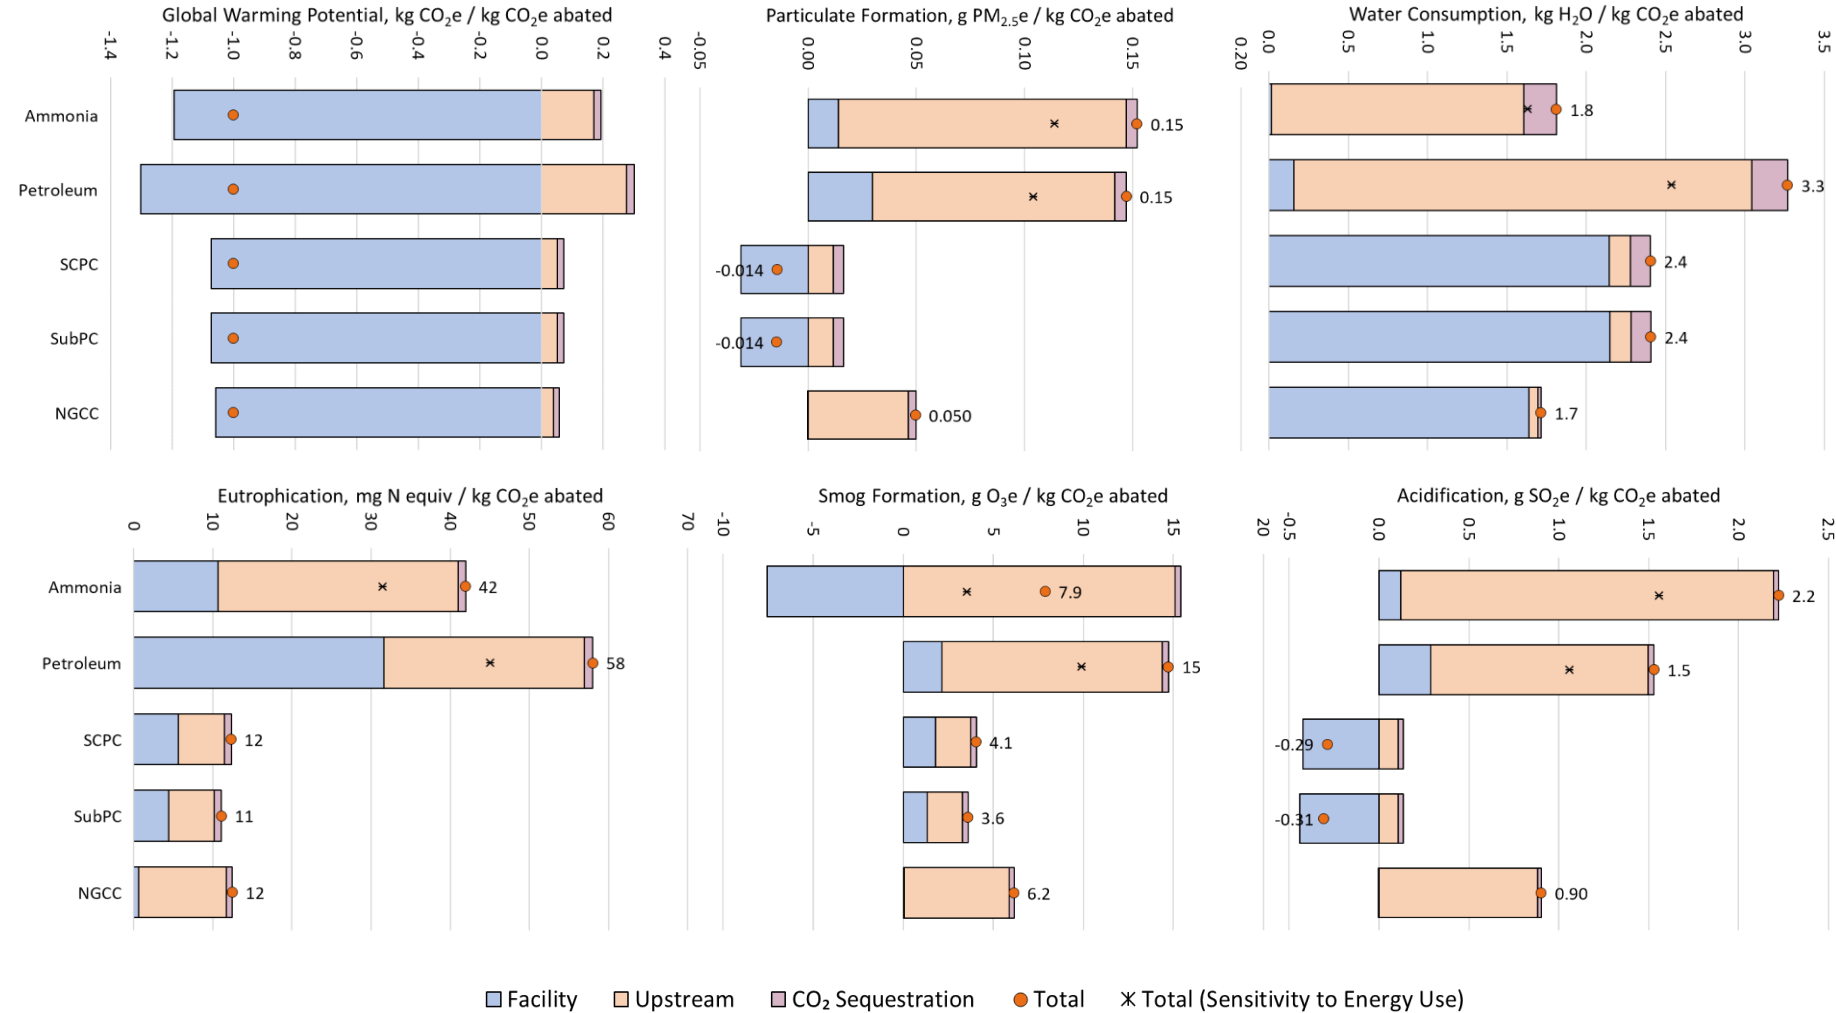 Global Warming Potential, kg CO₂e / kg CO₂e abated
-1.4 -1.2 -1.0 -0.8 -0.6 -0.4 -0.2 0.0 0.2 0.4
Ammonia
Petroleum
SCPC
SubPC
NGCC
Particulate Formation, g PM₂.₅e / kg CO₂e abated
-0.05 0.00 0.05 0.10 0.15 0.20
0.15
0.15
-0.014
-0.014
0.050
Water Consumption, kg H₂O / kg CO₂e abated
0.0 0.5 1.0 1.5 2.0 2.5 3.0 3.5
1.8
3.3
2.4
2.4
1.7
Eutrophication, mg N equiv / kg CO₂e abated
0 10 20 30 40 50 60 70
Ammonia 42
Petroleum 58
SCPC 12
SubPC 11
NGCC 12
Smog Formation, g O₃e / kg CO₂e abated
-10 -5 0 5 10 15 20
7.9
15
4.1
3.6
6.2
Acidification, g SO₂e / kg CO₂e abated
-0.5 0.0 0.5 1.0 1.5 2.0 2.5
2.2
1.5
-0.29
-0.31
0.90
Facility Upstream CO₂ Sequestration Total Total (Sensitivity to Energy Use)